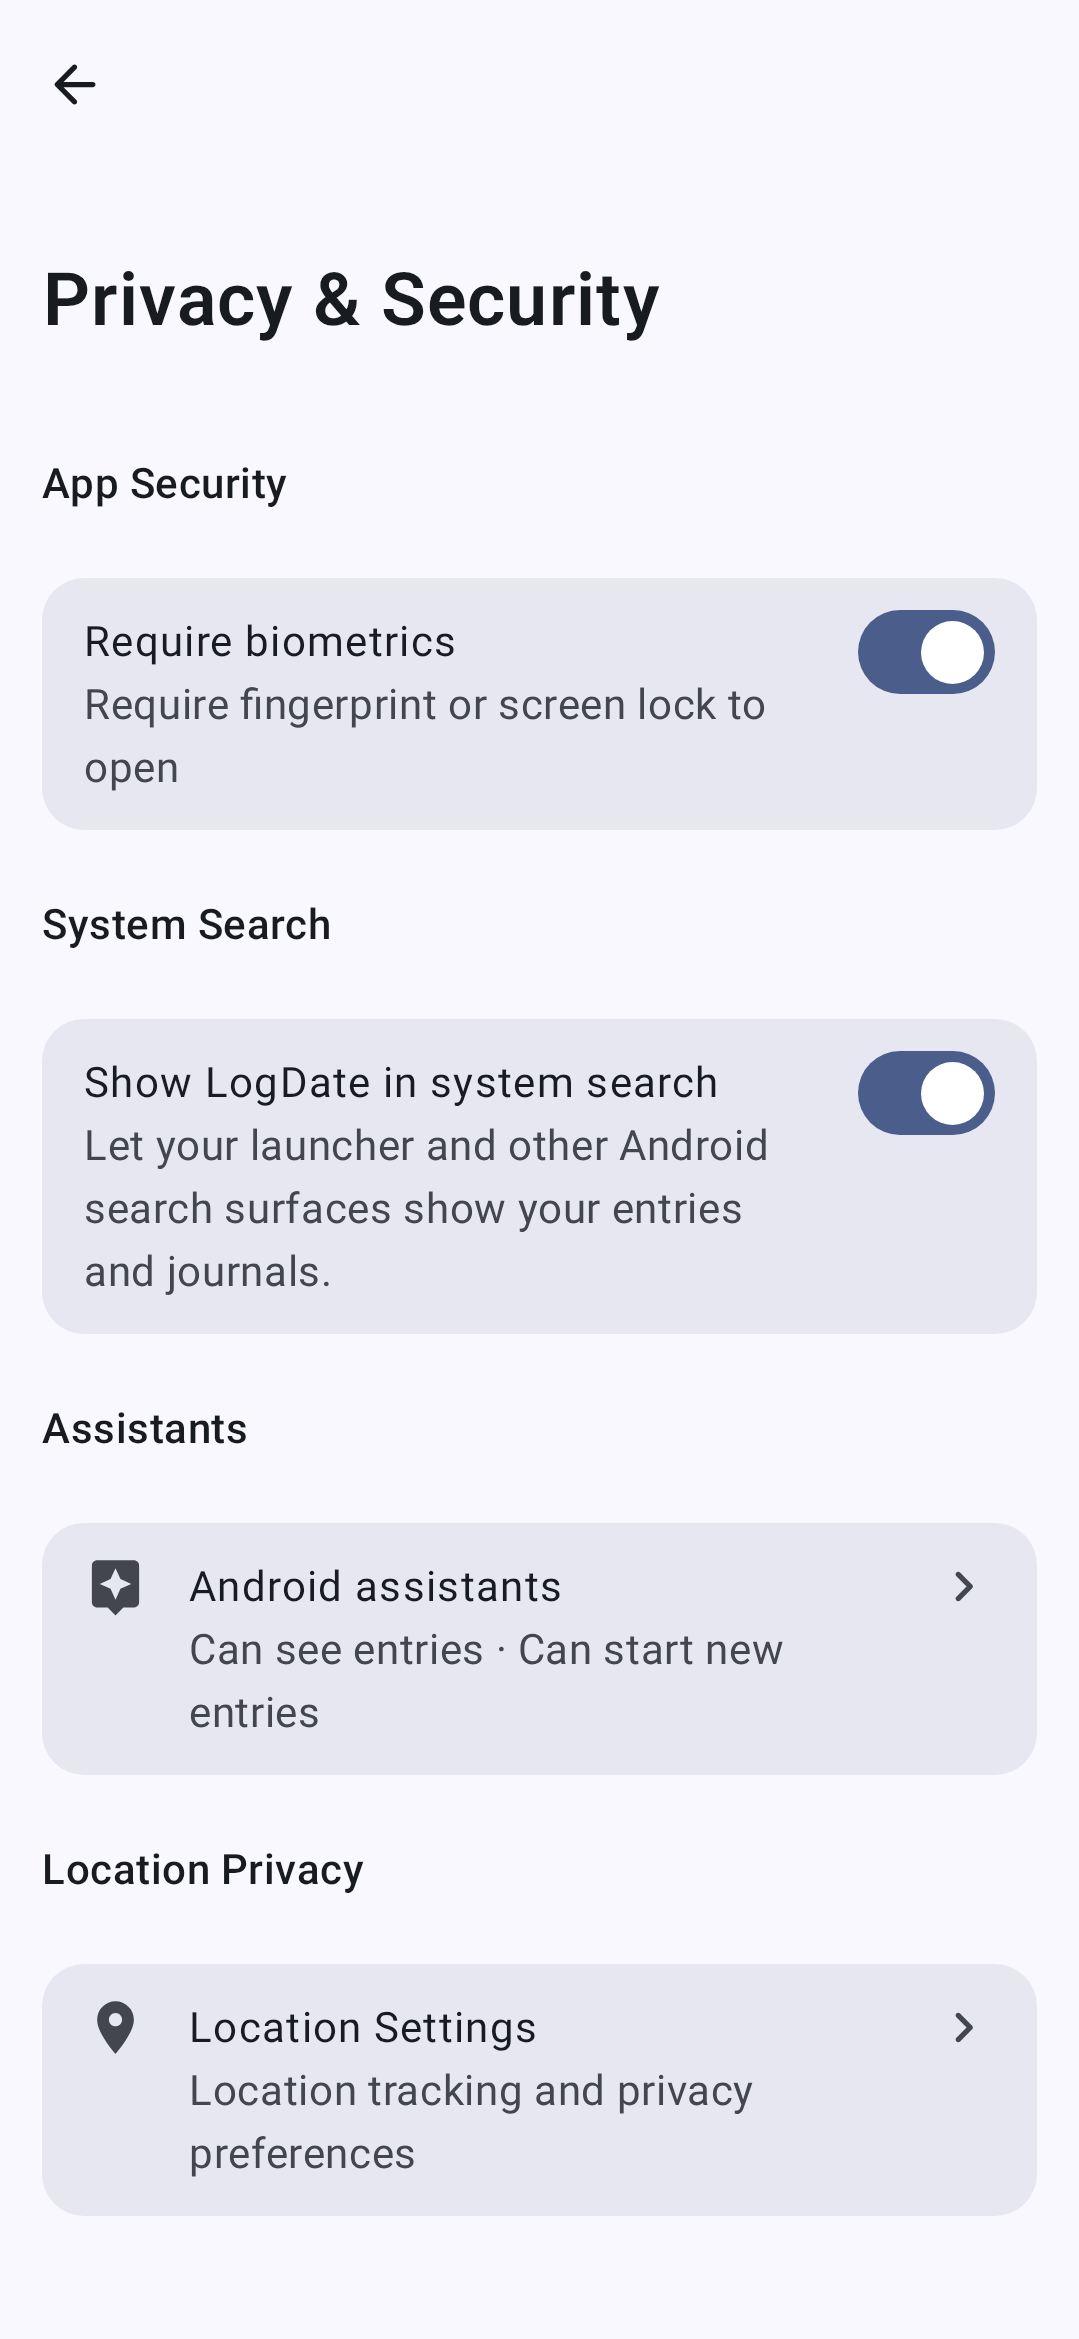 Privacy & Security
App Security
Require biometrics
Require fingerprint or screen lock to
open
System Search
Show LogDate in system search
Let your launcher and other Android
search surfaces show your entries
and journals.
Assistants
Android assistants
Can see entries · Can start new
entries
Location Privacy
Location Settings
Location tracking and privacy
preferences